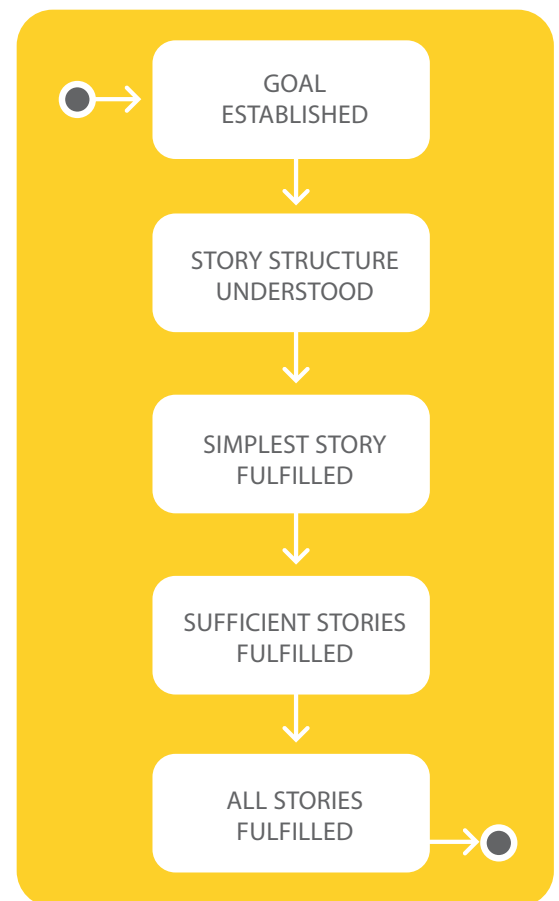 GOAL
ESTABLISHED
STORY STRUCTURE
UNDERSTOOD
SIMPLEST STORY
FULFILLED
SUFFICIENT STORIES
FULFILLED
ALL STORIES
FULFILLED